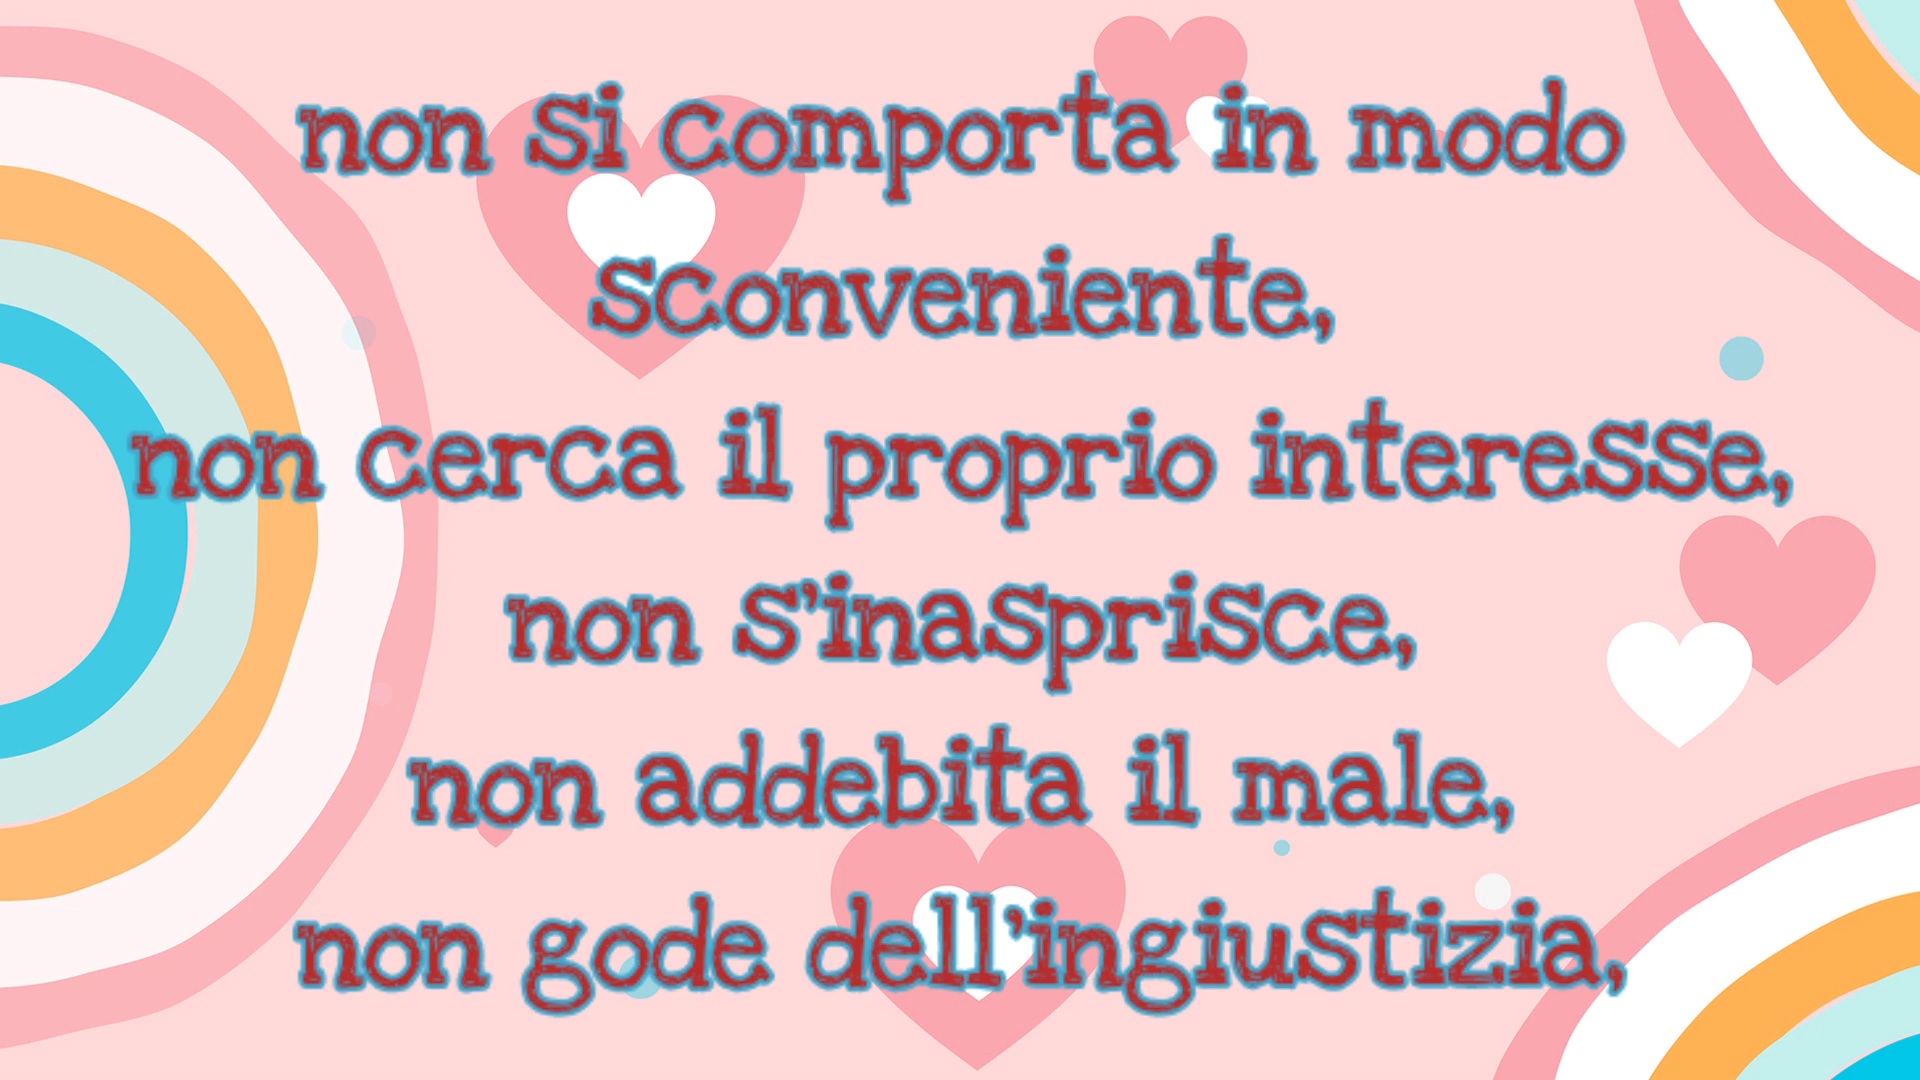 non si comporta in modo
sconveniente,
non cerca il proprio interesse,
non s'inasprisce,
non addebita il male,
non gode dell'ingiustizia,